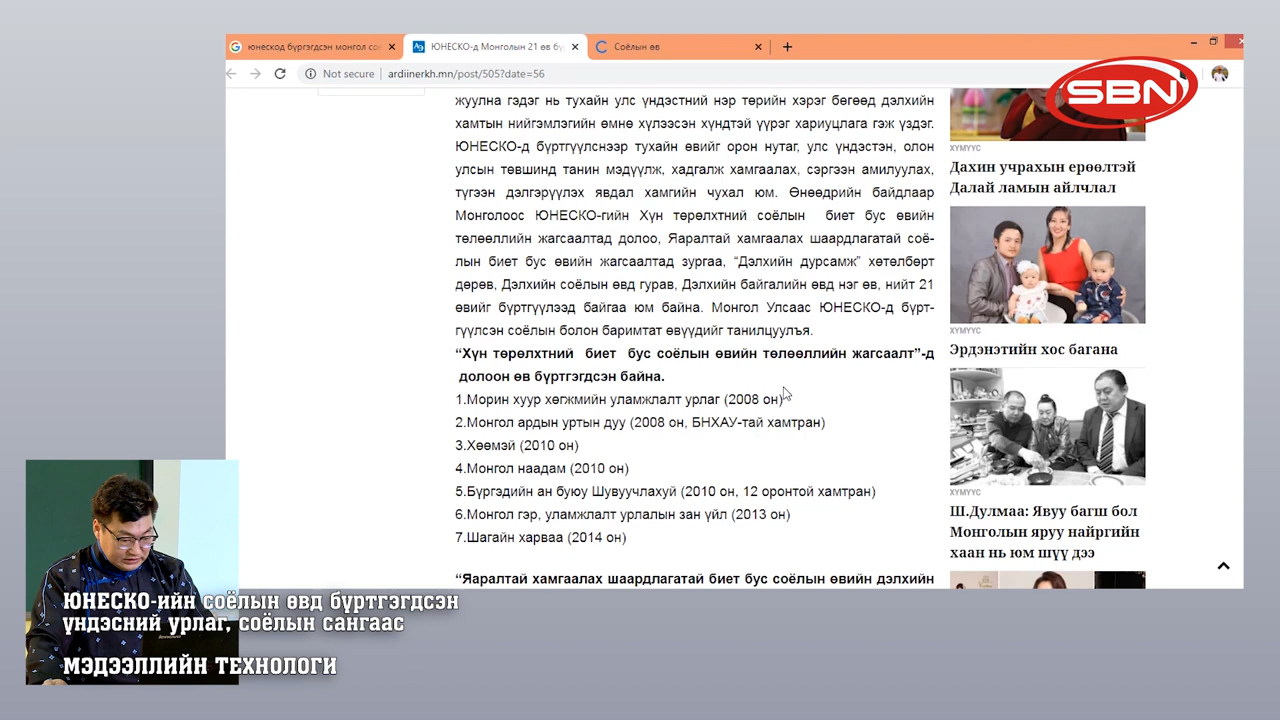 юнескод бүргэгдсэн монгол со
ЮНЕСКО-д Монголын 21 өв бү
Соёлын өв
Not secure
ardiinerkh.mn/post/505?date=56
SBN
жуулна гэдэг нь тухайн улс үндэстний нэр төрийн хэрэг бөгөөд дэлхийн
хамтын нийгэмлэгийн өмнө хүлээсэн хүндтэй үүрэг хариуцлага гэж үздэг.
ЮНЕСКО-д бүртгүүлснээр тухайн өвийг орон нутаг, улс үндэстэн, олон
улсын төвшинд танин мэдүүлж, хадгалж хамгаалах, сэргээн амилуулах,
түгээн дэлгэрүүлэх явдал хамгийн чухал юм. Өнөөдрийн байдлаар
Монголоос ЮНЕСКО-гийн Хүн төрөлхтний соёлын биет бус өвийн
төлөөллийн жагсаалтад долоо, Яаралтай хамгаалах шаардлагатай соё-
лын биет бус өвийн жагсаалтад зургаа, “Дэлхийн дурсамж” хөтөлбөрт
дөрөв, Дэлхийн соёлын өвд гурав, Дэлхийн байгалийн өвд нэг өв, нийт 21
өвийг бүртгүүлээд байгаа юм байна. Монгол Улсаас ЮНЕСКО-д бүрт-
гүүлсэн соёлын болон баримтат өвүүдийг танилцуулъя.
“Хүн төрөлхтний биет бус соёлын өвийн төлөөллийн жагсаалт”-д
долоон өв бүртгэгдсэн байна.
1.Морин хуур хөгжмийн уламжлалт урлаг (2008 он)
2.Монгол ардын уртын дуу (2008 он, БНХАУ-тай хамтран)
3.Хөөмэй (2010 он)
4.Монгол наадам (2010 он)
5.Бүргэдийн ан буюу Шувуучлахуй (2010 он, 12 оронтой хамтран)
6.Монгол гэр, уламжлалт урлалын зан үйл (2013 он)
7.Шагайн харваа (2014 он)
“Яаралтай хамгаалах шаардлагатай биет бус соёлын өвийн дэлхийн
ХҮМҮҮС
Дахин учрахын ерөөлтэй
Далай ламын айлчлал
ХҮМҮҮС
Эрдэнэтийн хос багана
ХҮМҮҮС
Ш.Дулмаа: Явуу багш бол
Монголын яруу найргийн
хаан нь юм шүү дээ
ЮНЕСКО-ийн соёлын өвд бүртгэгдсэн
үндэсний урлаг, соёлын сангаас
МЭДЭЭЛЛИЙН ТЕХНОЛОГИ